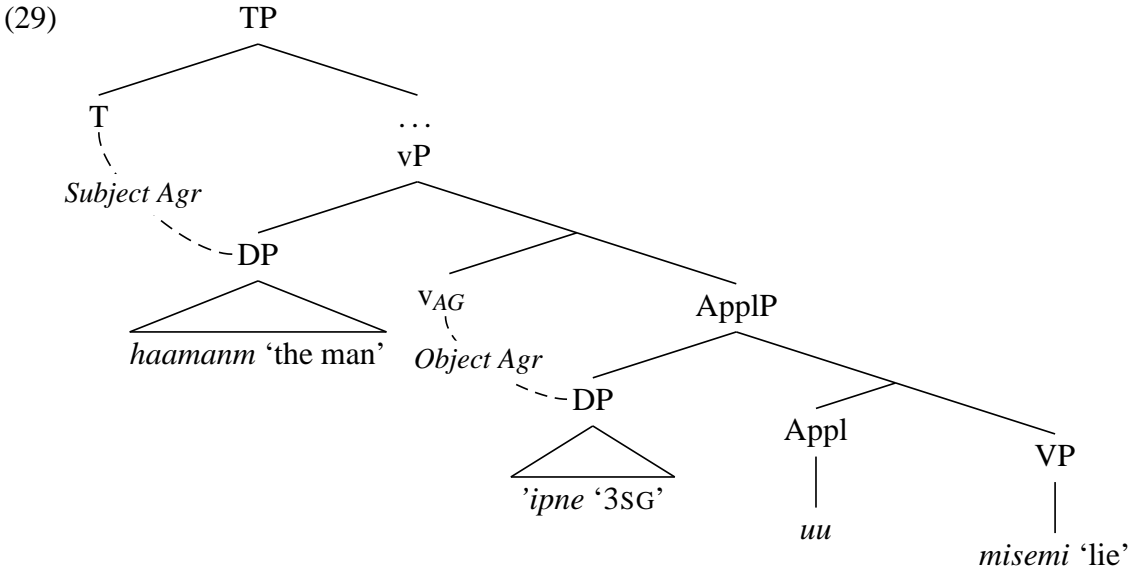 (29) TP
T …
vP
Subject Agr
DP
vAG ApplP
haamanm ‘the man’ Object Agr
DP
Appl VP
’ipne ‘3SG’
uu
misemi ‘lie’